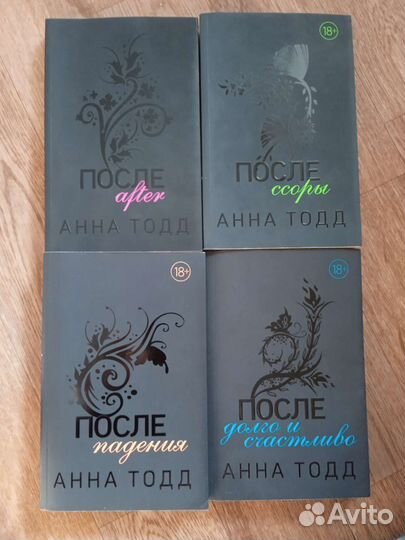 ПОСЛЕ
after
АННА ТОДД
18+
ПОСЛЕ
ссоры
АННА ТОДД
18+
ПОСЛЕ
падения
АННА ТОДД
18+
ПОСЛЕ
долго и
счастливо
АННА ТОДД
Avito